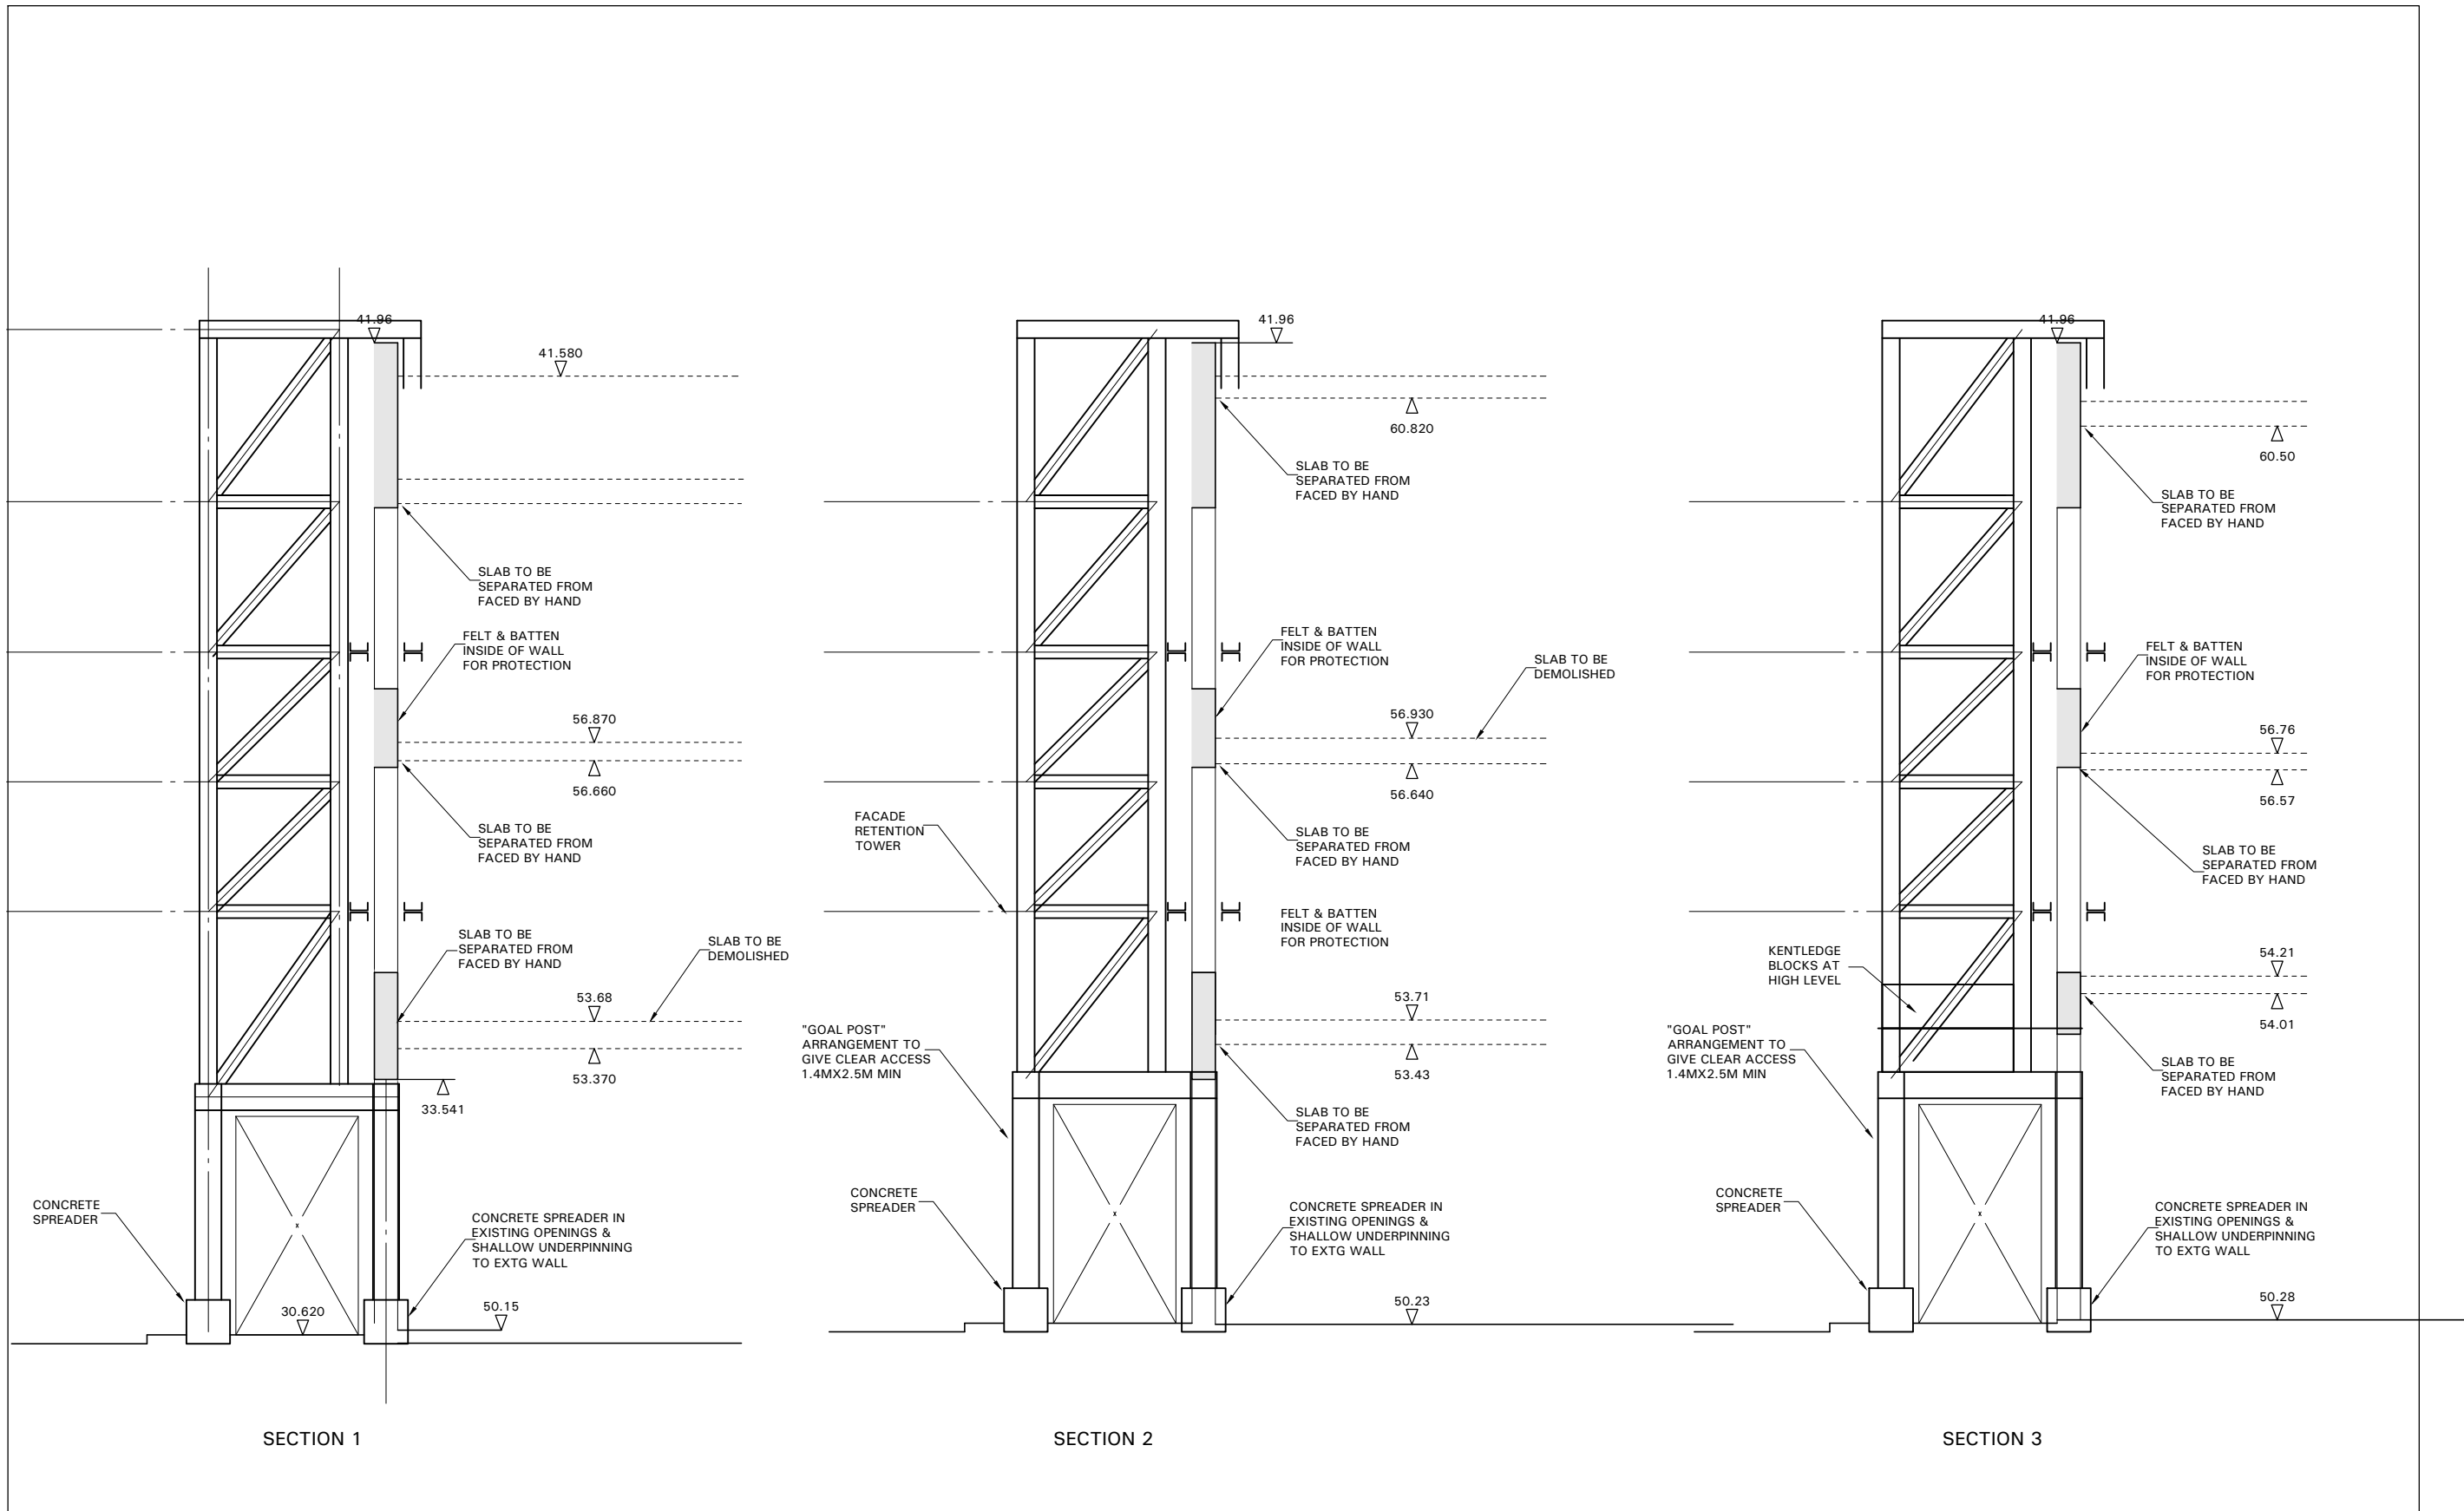 41.96
41.580
SLAB TO BE
SEPARATED FROM
FACED BY HAND
FELT & BATTEN
INSIDE OF WALL
FOR PROTECTION
56.870
56.660
SLAB TO BE
SEPARATED FROM
FACED BY HAND
SLAB TO BE
SEPARATED FROM
FACED BY HAND
SLAB TO BE
DEMOLISHED
53.68
53.370
33.541
CONCRETE
SPREADER
CONCRETE SPREADER IN
EXISTING OPENINGS &
SHALLOW UNDERPINNING
TO EXTG WALL
30.620
50.15
SECTION 1
41.96
60.820
SLAB TO BE
SEPARATED FROM
FACED BY HAND
FELT & BATTEN
INSIDE OF WALL
FOR PROTECTION
SLAB TO BE
DEMOLISHED
56.930
56.640
FACADE
RETENTION
TOWER
SLAB TO BE
SEPARATED FROM
FACED BY HAND
FELT & BATTEN
INSIDE OF WALL
FOR PROTECTION
53.71
53.43
"GOAL POST"
ARRANGEMENT TO
GIVE CLEAR ACCESS
1.4MX2.5M MIN
SLAB TO BE
SEPARATED FROM
FACED BY HAND
CONCRETE
SPREADER
CONCRETE SPREADER IN
EXISTING OPENINGS &
SHALLOW UNDERPINNING
TO EXTG WALL
50.23
SECTION 2
41.96
60.50
SLAB TO BE
SEPARATED FROM
FACED BY HAND
FELT & BATTEN
INSIDE OF WALL
FOR PROTECTION
56.76
56.57
SLAB TO BE
SEPARATED FROM
FACED BY HAND
KENTLEDGE
BLOCKS AT
HIGH LEVEL
54.21
54.01
"GOAL POST"
ARRANGEMENT TO
GIVE CLEAR ACCESS
1.4MX2.5M MIN
SLAB TO BE
SEPARATED FROM
FACED BY HAND
CONCRETE
SPREADER
CONCRETE SPREADER IN
EXISTING OPENINGS &
SHALLOW UNDERPINNING
TO EXTG WALL
50.28
SECTION 3